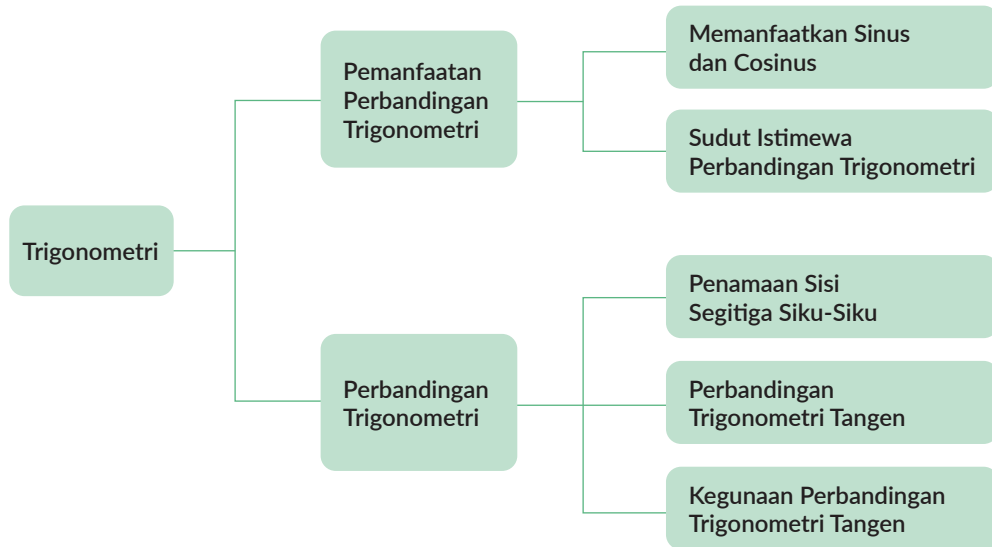 Trigonometri
Pemanfaatan
Perbandingan
Trigonometri
Memanfaatkan Sinus
dan Cosinus
Sudut Istimewa
Perbandingan Trigonometri
Perbandingan
Trigonometri
Penamaan Sisi
Segitiga Siku-Siku
Perbandingan
Trigonometri Tangen
Kegunaan Perbandingan
Trigonometri Tangen